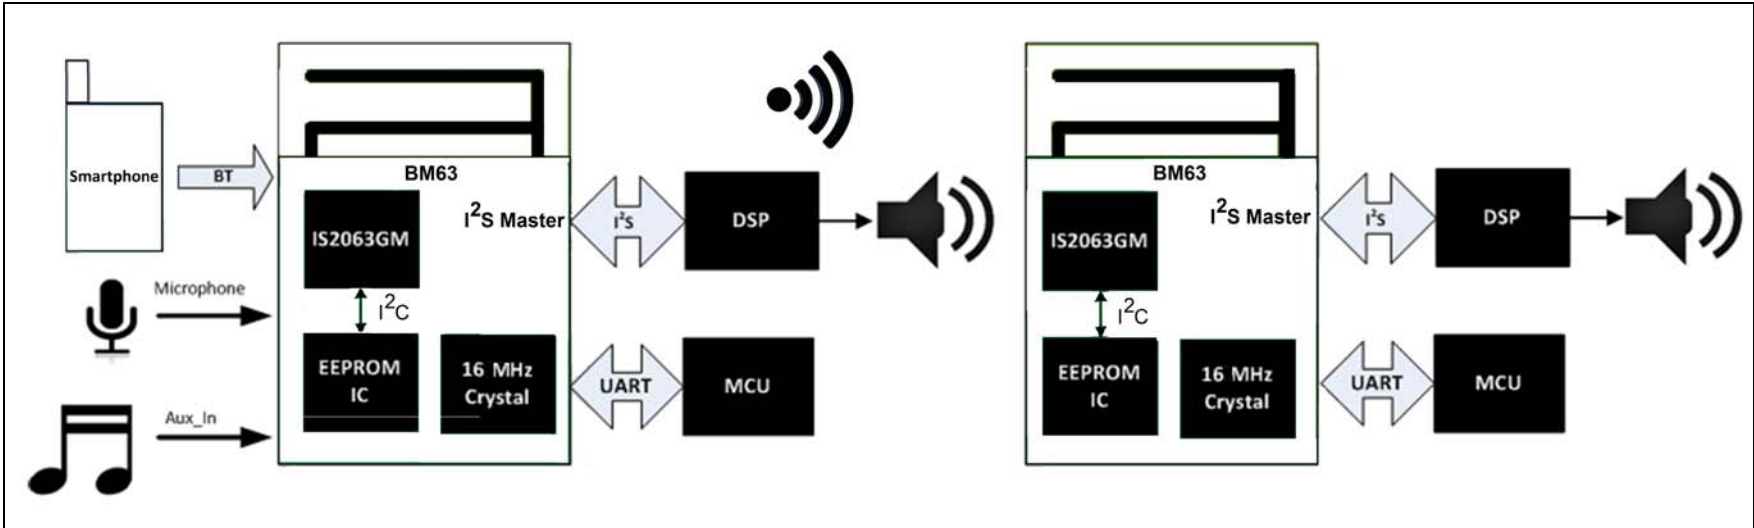 Smartphone
BT
Microphone
Aux_In
BM63
I²S Master
IS2063GM
I²C
EEPROM
IC
16 MHz
Crystal
I²S
DSP
UART
MCU
BM63
I²S Master
IS2063GM
I²C
EEPROM
IC
16 MHz
Crystal
I²S
DSP
UART
MCU